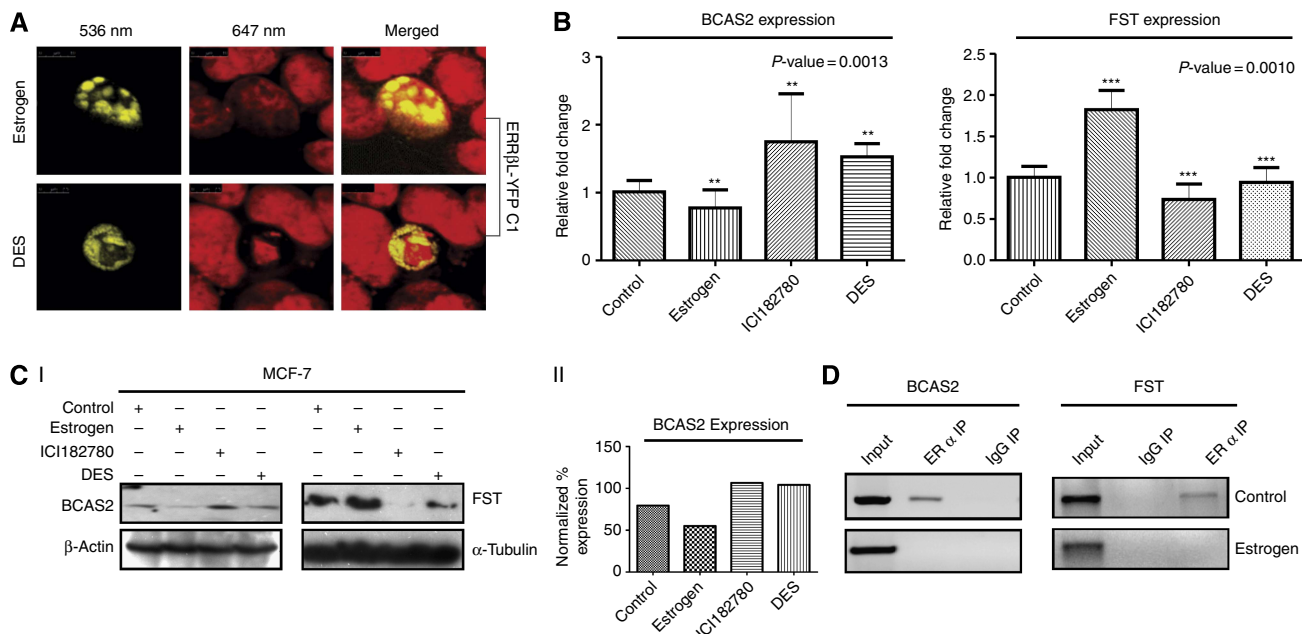 A
536 nm 647 nm Merged
Estrogen
DES
ERRβL-YFP C1
B
BCAS2 expression
P-value = 0.0013
Relative fold change
3
2
1
0
** ** **
Control Estrogen ICI182780 DES
FST expression
P-value = 0.0010
Relative fold change
2.5
2.0
1.5
1.0
0.5
0.0
*** *** ***
Control Estrogen ICI182780 DES
C I
MCF-7
Control + – – – + – – –
Estrogen – + – – – + – –
ICI182780 – – + – – – + –
DES – – – + – – – +
BCAS2 FST
β-Actin α-Tubulin
II
BCAS2 Expression
Normalized % expression
150
100
50
0
Control Estrogen ICI182780 DES
D
BCAS2 FST
Input ER α IP IgG IP Input IgG IP ER α IP
Control
Estrogen